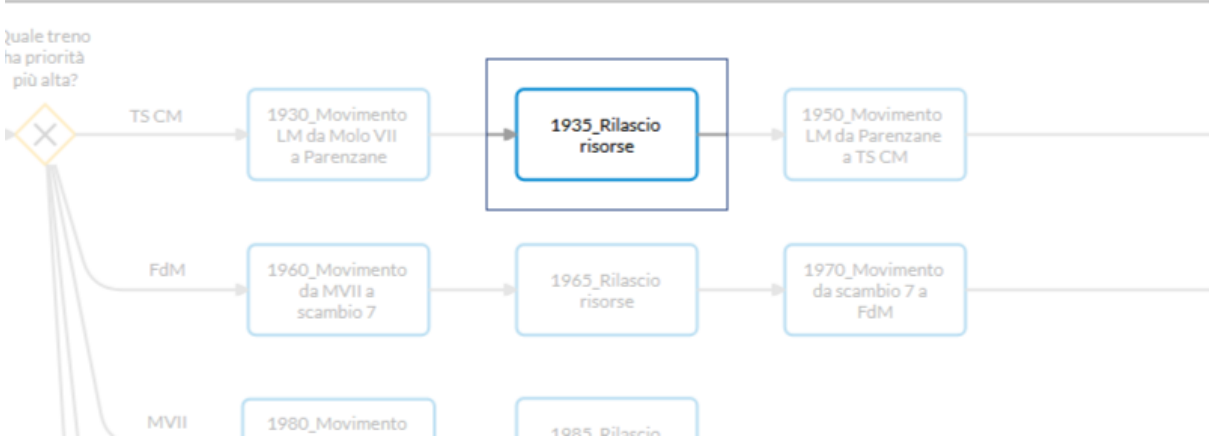 Quale treno
ha priorità
più alta?
TS CM
1930_Movimento
LM da Molo VII
a Parenzane
1935_Rilascio
risorse
1950_Movimento
LM da Parenzane
a TS CM
FdM
1960_Movimento
da MVII a
scambio 7
1965_Rilascio
risorse
1970_Movimento
da scambio 7 a
FdM
MVII
1980_Movimento
1985_Rilascio